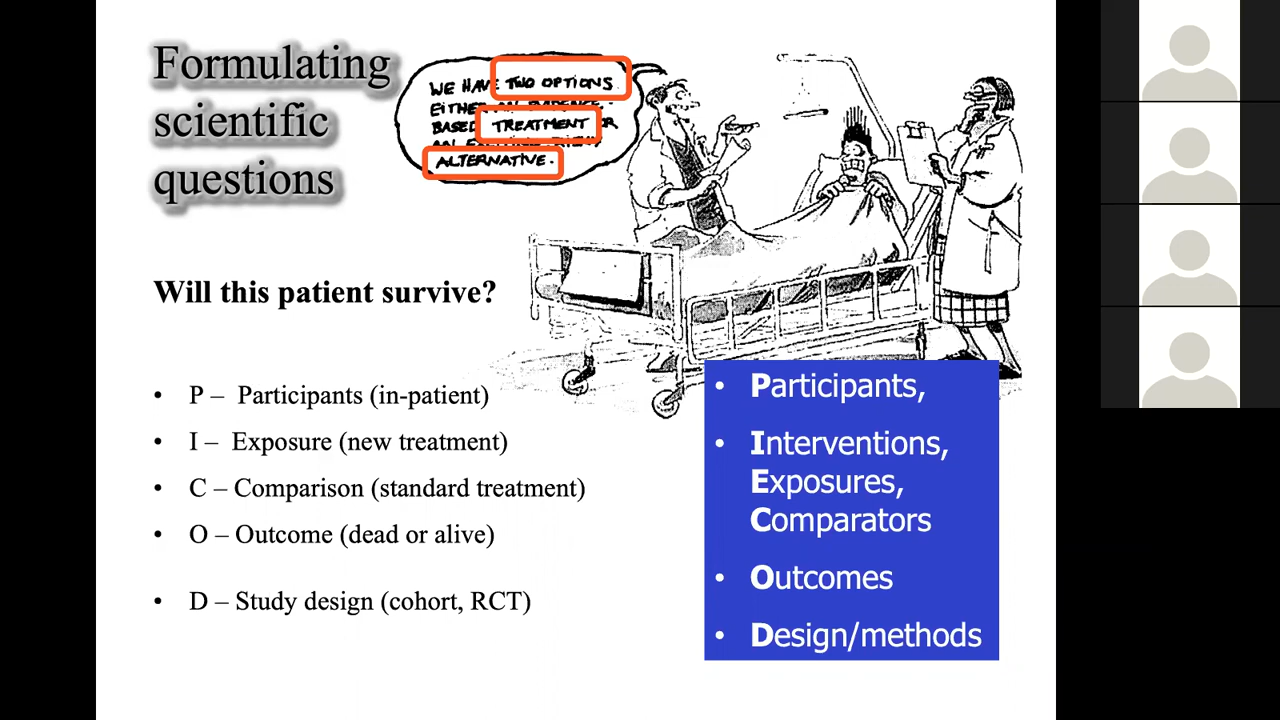 Formulating
scientific
questions
WE HAVE TWO OPTIONS
EITHER AN EVIDENCE-
BASED TREATMENT OR
AN
ALTERNATIVE.
Will this patient survive?
• P – Participants (in-patient)
• I – Exposure (new treatment)
• C – Comparison (standard treatment)
• O – Outcome (dead or alive)
• D – Study design (cohort, RCT)
• Participants,
• Interventions,
Exposures,
Comparators
• Outcomes
• Design/methods